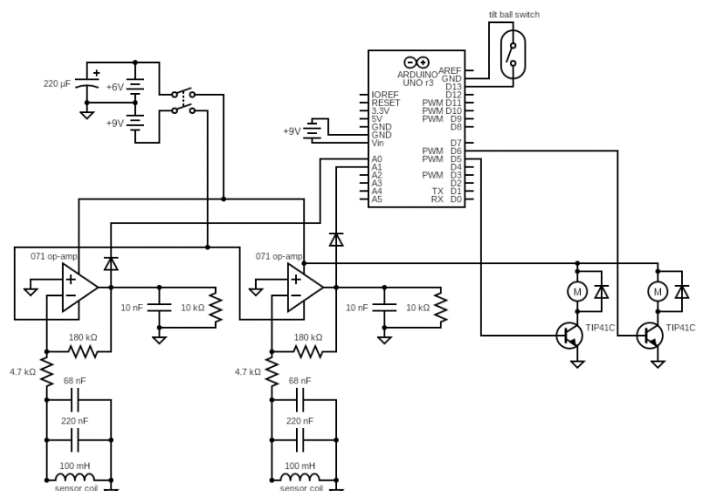 tilt ball switch
220 µF
+
+6V
+9V
+9V
ARDUINO
UNO r3
IOREF
RESET
3.3V
5V
GND
GND
Vin
A0
A1
A2
A3
A4
A5
AREF
GND
D13
D12
PWM D11
PWM D10
PWM D9
D8
D7
PWM D6
PWM D5
D4
PWM D3
D2
TX D1
RX D0
071 op-amp
071 op-amp
10 nF
10 kΩ
10 nF
10 kΩ
M
M
TIP41C
TIP41C
180 kΩ
180 kΩ
4.7 kΩ
4.7 kΩ
68 nF
68 nF
220 nF
220 nF
100 mH
100 mH
sensor coil
sensor coil